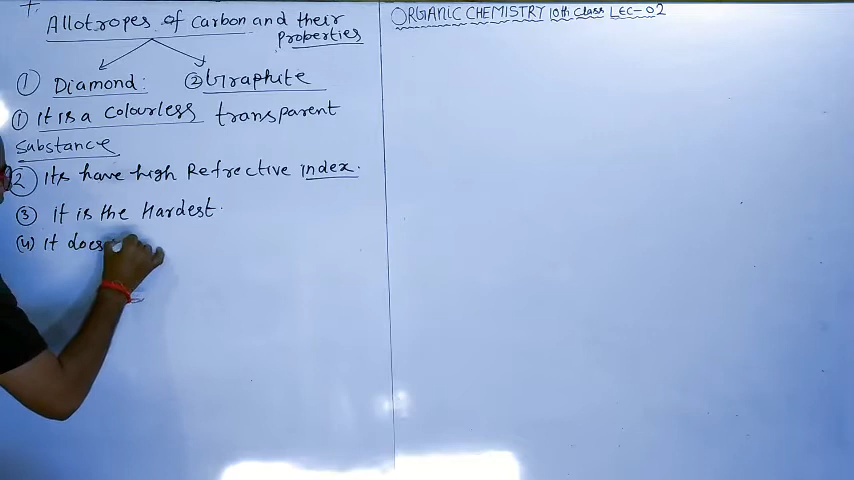 Allotropes of Carbon and their
properties
① Diamond: ② Graphite
① it is a colourless transparent
Substance
② Its have high Refrective index.
③ it is the Hardest.
(4) it does
ORGANIC CHEMISTRY 10th Class LEC-02